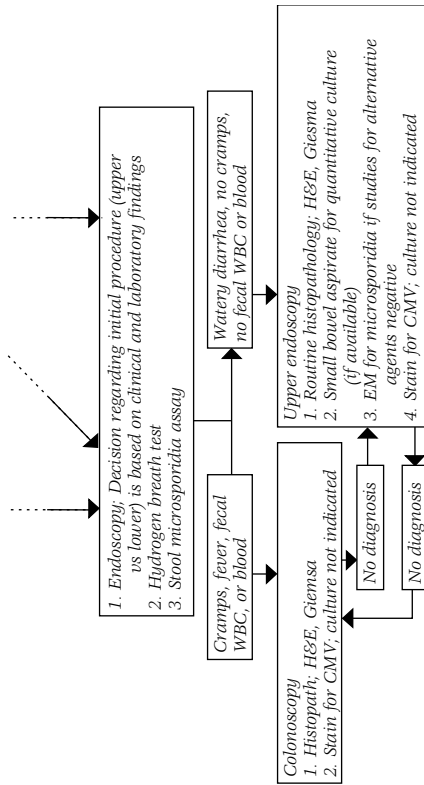 1. Endoscopy; Decision regarding initial procedure (upper
vs lower) is based on clinical and laboratory findings
2. Hydrogen breath test
3. Stool microsporidia assay
Cramps, fever, fecal
WBC, or blood
Watery diarrhea, no cramps,
no fecal WBC or blood
Colonoscopy
1. Histopath; H&E, Giemsa
2. Stain for CMV; culture not indicated
No diagnosis
No diagnosis
Upper endoscopy
1. Routine histopathology; H&E, Giesma
2. Small bowel aspirate for quantitative culture
(if available)
3. EM for microsporidia if studies for alternative
agents negative
4. Stain for CMV; culture not indicated